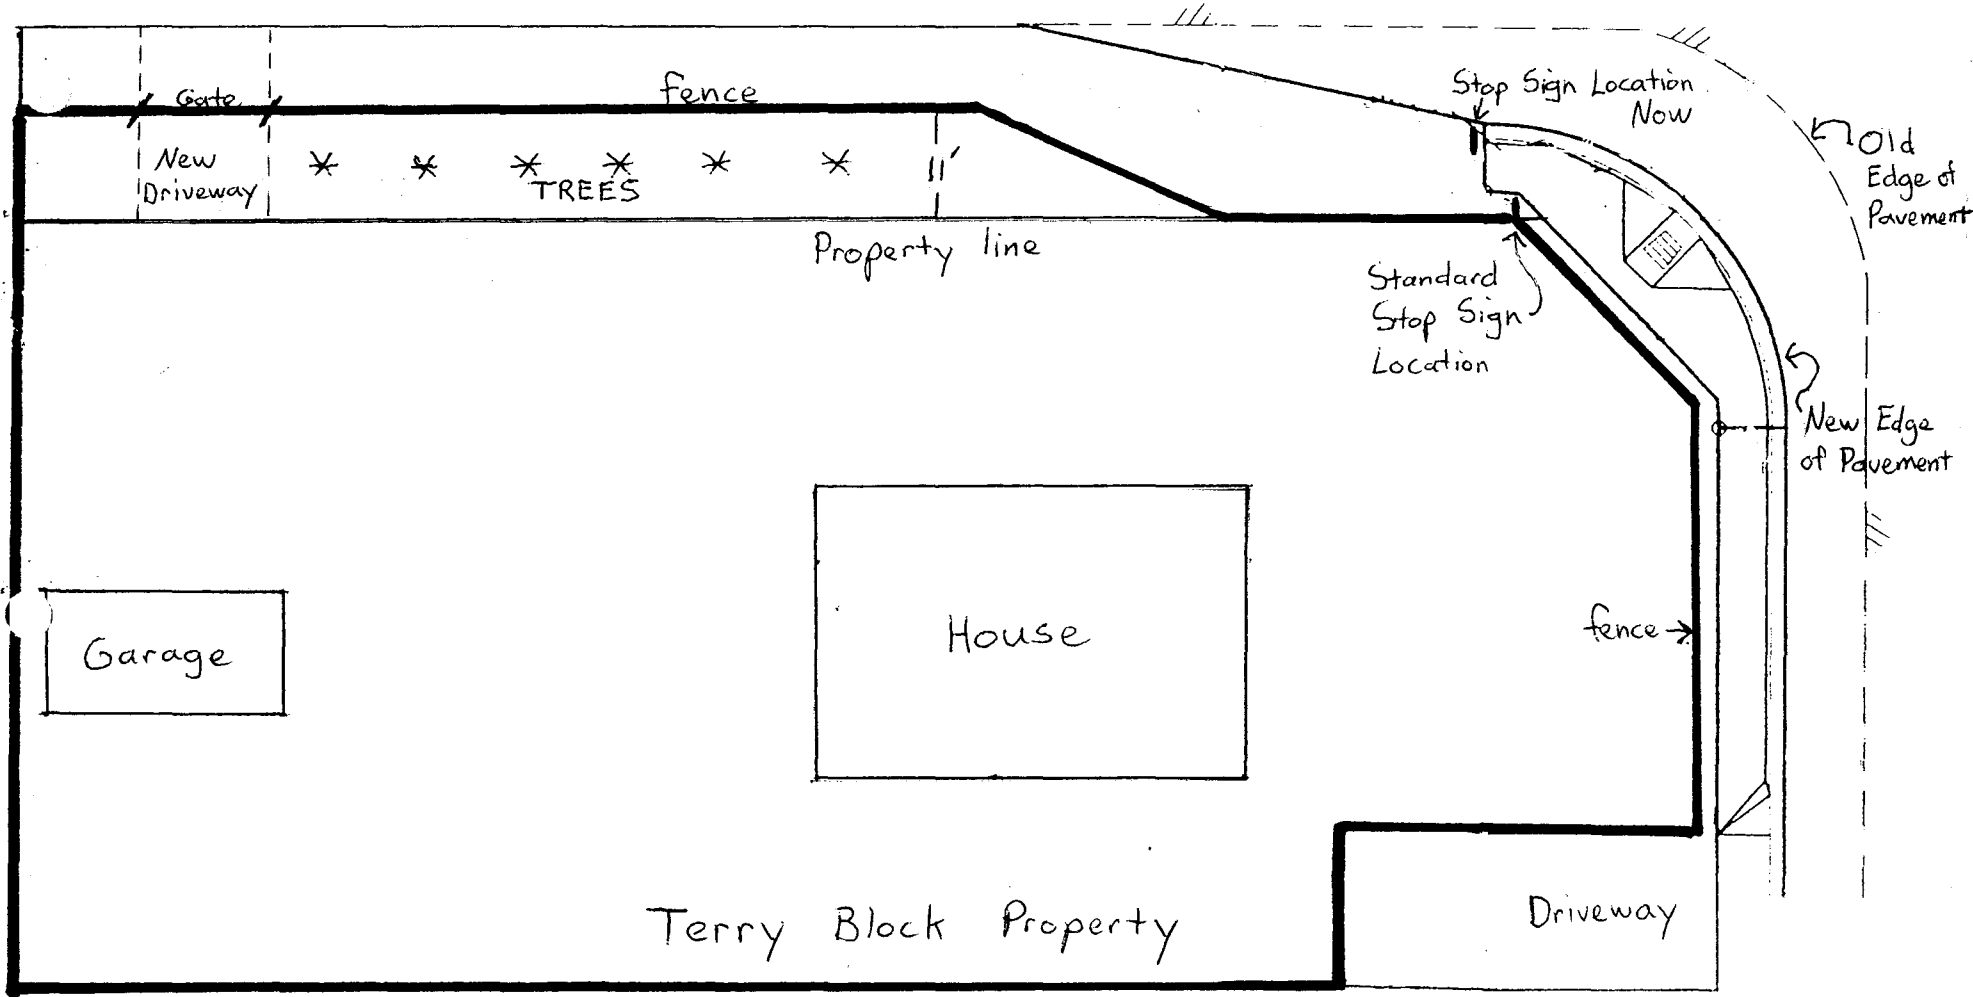 Stop Sign Location
Now
Gate
fence
Old
Edge of
Pavement
New
Driveway
TREES
11'
Property line
Standard
Stop Sign
Location
New Edge
of Pavement
fence
House
Garage
Terry Block Property
Driveway